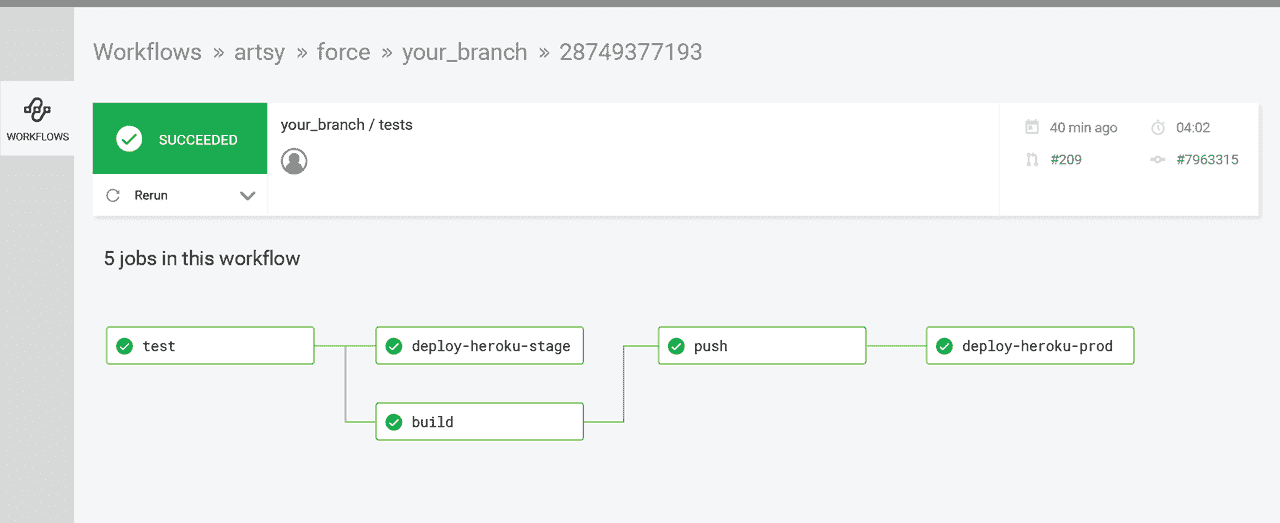 Workflows » artsy » force » your_branch » 28749377193
WORKFLOWS
SUCCEEDED
Rerun
your_branch / tests
40 min ago
04:02
#209
#7963315
5 jobs in this workflow
test
deploy-heroku-stage
push
deploy-heroku-prod
build